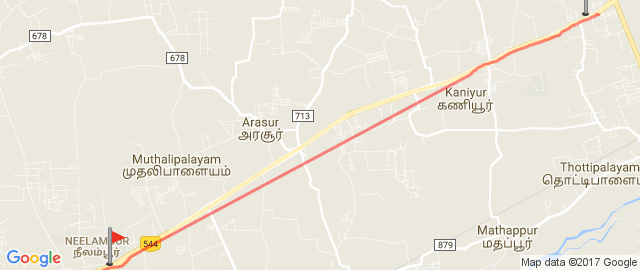 678
678
713
Kaniyur
கணியூர்
Arasur
அரசூர்
Muthalipalayam
முதலிபாளையம்
Thottipalayam
Mathappur
மதப்பூர்
NEELAMBUR
நீலம்பூர்
544
879
Google
Map data ©2017 Google